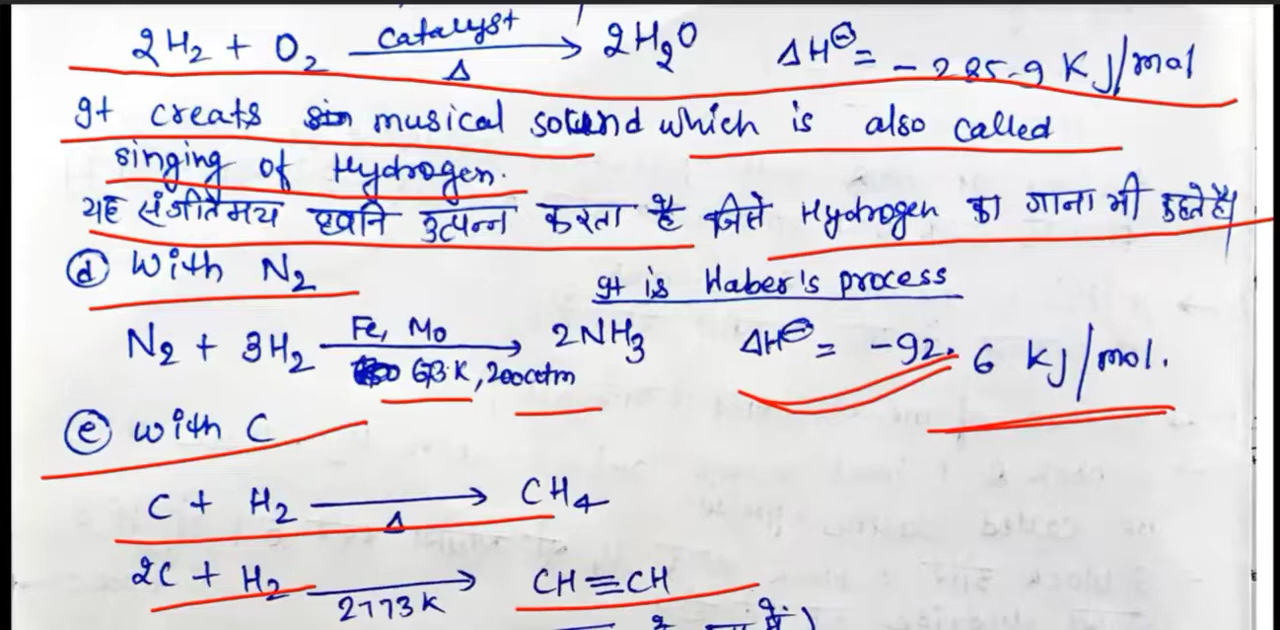 2H₂ + O₂ —Catalyst/Δ→ 2H₂O ΔH^⊖ = -285.9 KJ/mol
It creats musical sound which is also called
singing of Hydrogen.
यह संगीतमय ध्वनि उत्पन्न करता है जिसे Hydrogen का गाना भी कहते हैं।
(d) With N₂
It is Haber's process
N₂ + 3H₂ —Fe, Mo/673K, 200atm→ 2NH₃ ΔH^⊖ = -92.6 KJ/mol.
(e) with C
C + H₂ —Δ→ CH₄
2C + H₂ —2773K→ CH≡CH